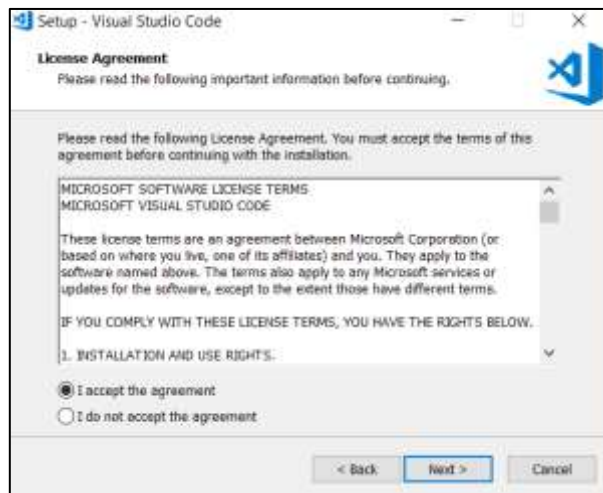 Setup - Visual Studio Code
License Agreement
Please read the following important information before continuing.
Please read the following License Agreement. You must accept the terms of this
agreement before continuing with the installation.
MICROSOFT SOFTWARE LICENSE TERMS
MICROSOFT VISUAL STUDIO CODE
These license terms are an agreement between Microsoft Corporation (or
based on where you live, one of its affiliates) and you. They apply to the
software named above. The terms also apply to any Microsoft services or
updates for the software, except to the extent those have different terms.
IF YOU COMPLY WITH THESE LICENSE TERMS, YOU HAVE THE RIGHTS BELOW.
1. INSTALLATION AND USE RIGHTS.
I accept the agreement
I do not accept the agreement
< Back Next > Cancel